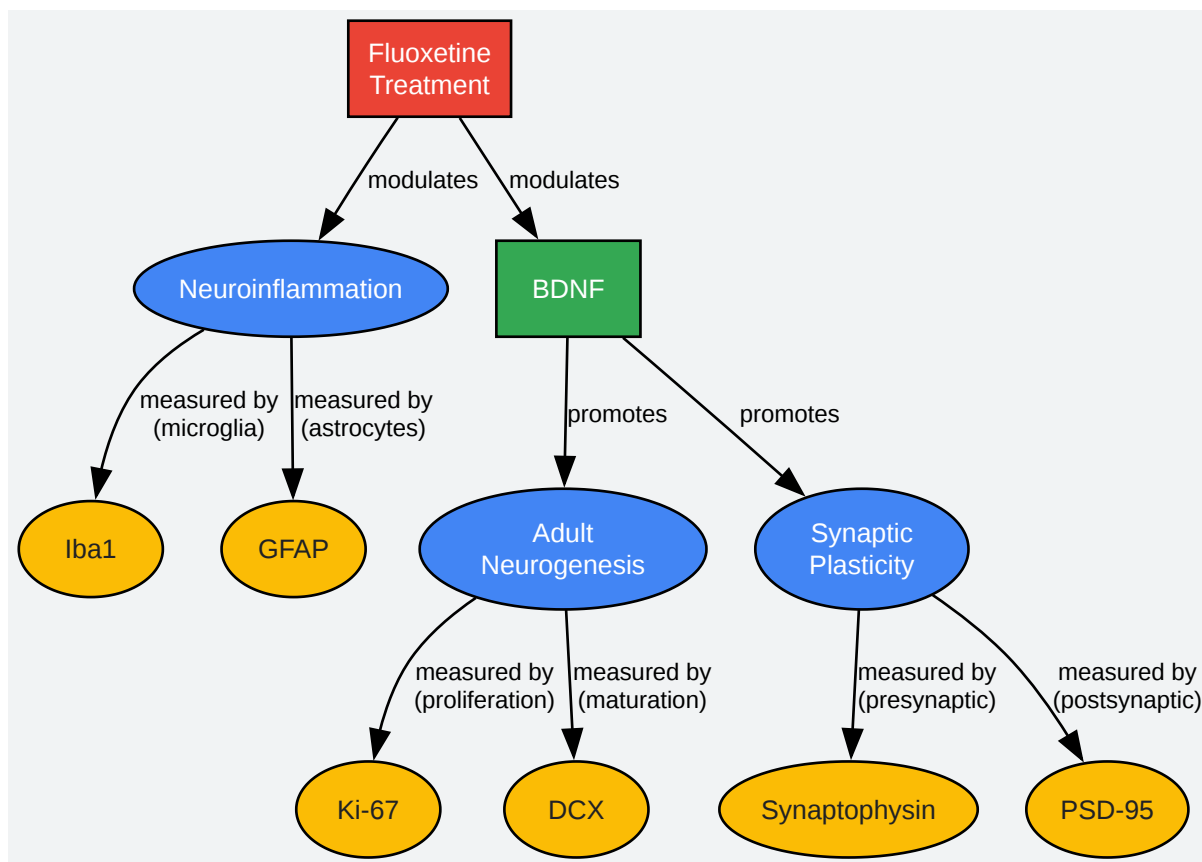 Fluoxetine
Treatment
modulates
modulates
Neuroinflammation
BDNF
measured by
(microglia)
measured by
(astrocytes)
promotes
promotes
Iba1
GFAP
Adult
Neurogenesis
Synaptic
Plasticity
measured by
(proliferation)
measured by
(maturation)
measured by
(presynaptic)
measured by
(postsynaptic)
Ki-67
DCX
Synaptophysin
PSD-95